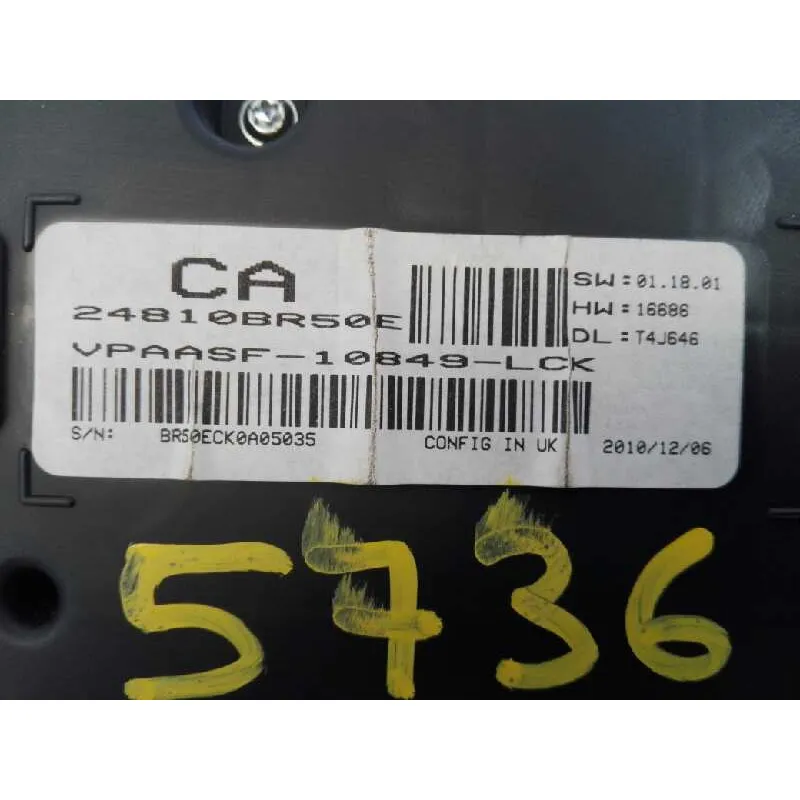 CA
24810BR50E
VPAASF-10849-LCK
SW:01.18.01
HW:16686
DL:T4J646
S/N: BR50ECK0A05035 CONFIG IN UK 2010/12/06
5736